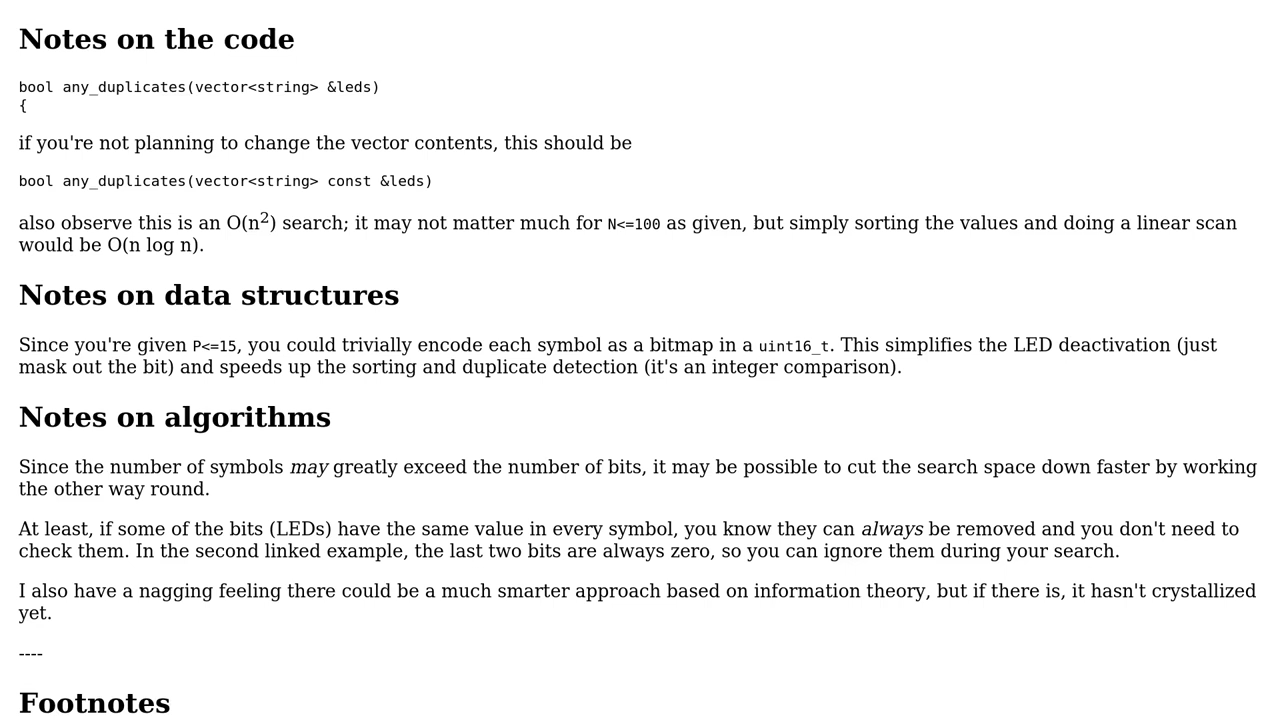 Notes on the code
bool any_duplicates(vector<string> &leds)
{
if you're not planning to change the vector contents, this should be
bool any_duplicates(vector<string> const &leds)
also observe this is an O(n2) search; it may not matter much for N<=100 as given, but simply sorting the values and doing a linear scan
would be O(n log n).
Notes on data structures
Since you're given P<=15, you could trivially encode each symbol as a bitmap in a uint16_t. This simplifies the LED deactivation (just
mask out the bit) and speeds up the sorting and duplicate detection (it's an integer comparison).
Notes on algorithms
Since the number of symbols may greatly exceed the number of bits, it may be possible to cut the search space down faster by working
the other way round.
At least, if some of the bits (LEDs) have the same value in every symbol, you know they can always be removed and you don't need to
check them. In the second linked example, the last two bits are always zero, so you can ignore them during your search.
I also have a nagging feeling there could be a much smarter approach based on information theory, but if there is, it hasn't crystallized
yet.
----
Footnotes